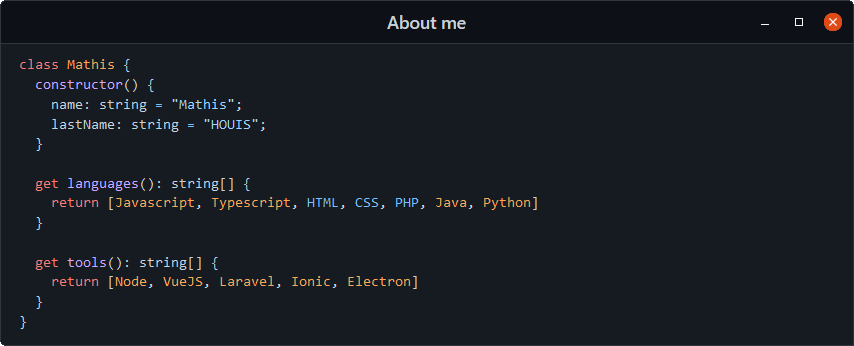 About me
class Mathis {
  constructor() {
    name: string = "Mathis";
    lastName: string = "HOUIS";
  }

  get languages(): string[] {
    return [Javascript, Typescript, HTML, CSS, PHP, Java, Python]
  }

  get tools(): string[] {
    return [Node, VueJS, Laravel, Ionic, Electron]
  }
}